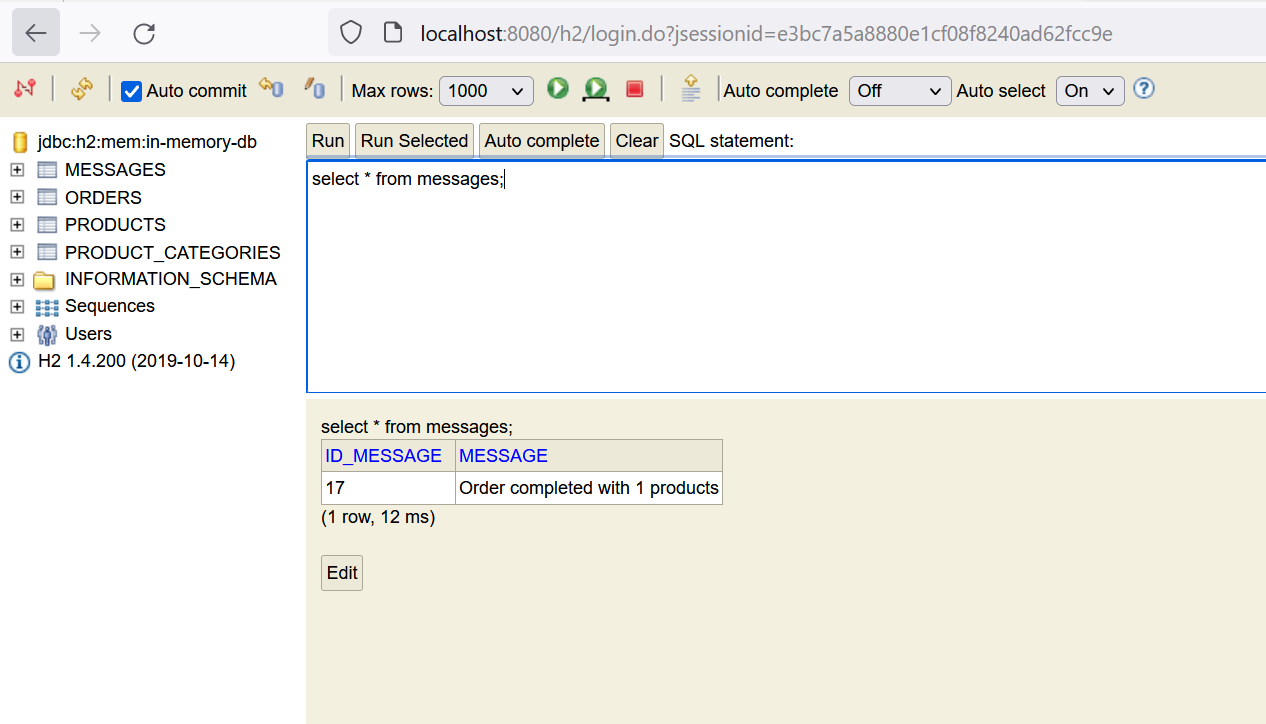 localhost:8080/h2/login.do?jsessionid=e3bc7a5a8880e1cf08f8240ad62fcc9e
Auto commit Max rows: 1000 Auto complete Off Auto select On ?
jdbc:h2:mem:in-memory-db
MESSAGES
ORDERS
PRODUCTS
PRODUCT_CATEGORIES
INFORMATION_SCHEMA
Sequences
Users
H2 1.4.200 (2019-10-14)
Run Run Selected Auto complete Clear SQL statement:
select * from messages;
select * from messages;
ID_MESSAGE MESSAGE
17 Order completed with 1 products
(1 row, 12 ms)
Edit